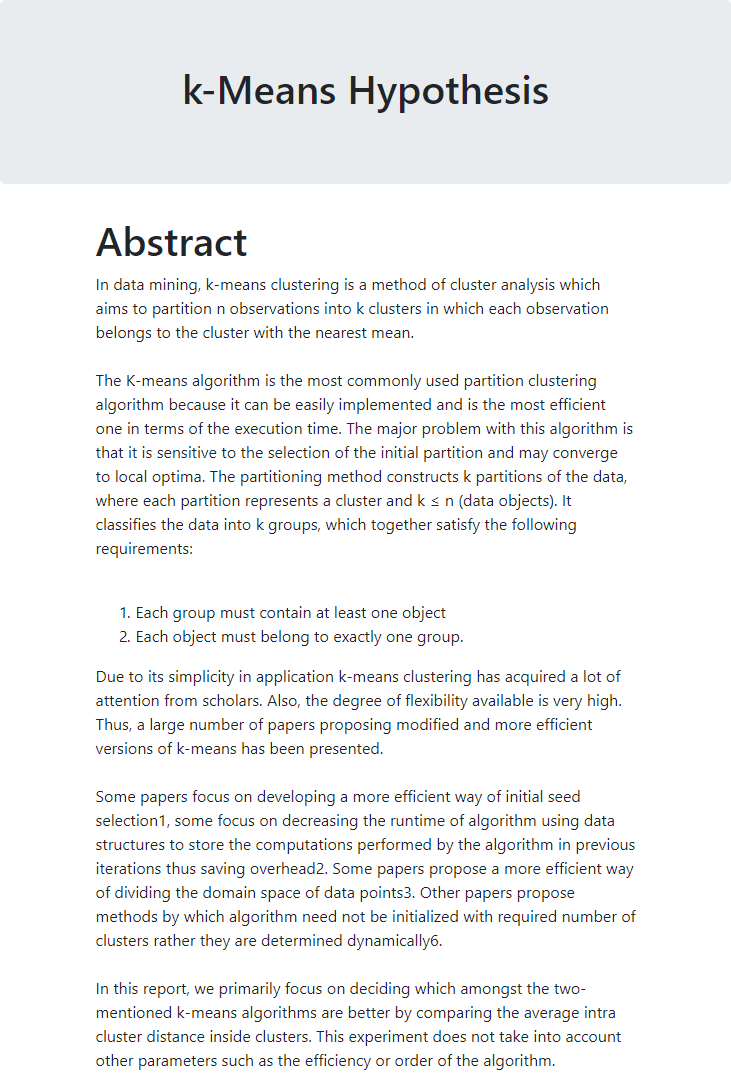 k-Means Hypothesis
Abstract
In data mining, k-means clustering is a method of cluster analysis which
aims to partition n observations into k clusters in which each observation
belongs to the cluster with the nearest mean.
The K-means algorithm is the most commonly used partition clustering
algorithm because it can be easily implemented and is the most efficient
one in terms of the execution time. The major problem with this algorithm is
that it is sensitive to the selection of the initial partition and may converge
to local optima. The partitioning method constructs k partitions of the data,
where each partition represents a cluster and k ≤ n (data objects). It
classifies the data into k groups, which together satisfy the following
requirements:
1. Each group must contain at least one object
2. Each object must belong to exactly one group.
Due to its simplicity in application k-means clustering has acquired a lot of
attention from scholars. Also, the degree of flexibility available is very high.
Thus, a large number of papers proposing modified and more efficient
versions of k-means has been presented.
Some papers focus on developing a more efficient way of initial seed
selection1, some focus on decreasing the runtime of algorithm using data
structures to store the computations performed by the algorithm in previous
iterations thus saving overhead2. Some papers propose a more efficient way
of dividing the domain space of data points3. Other papers propose
methods by which algorithm need not be initialized with required number of
clusters rather they are determined dynamically6.
In this report, we primarily focus on deciding which amongst the two-
mentioned k-means algorithms are better by comparing the average intra
cluster distance inside clusters. This experiment does not take into account
other parameters such as the efficiency or order of the algorithm.